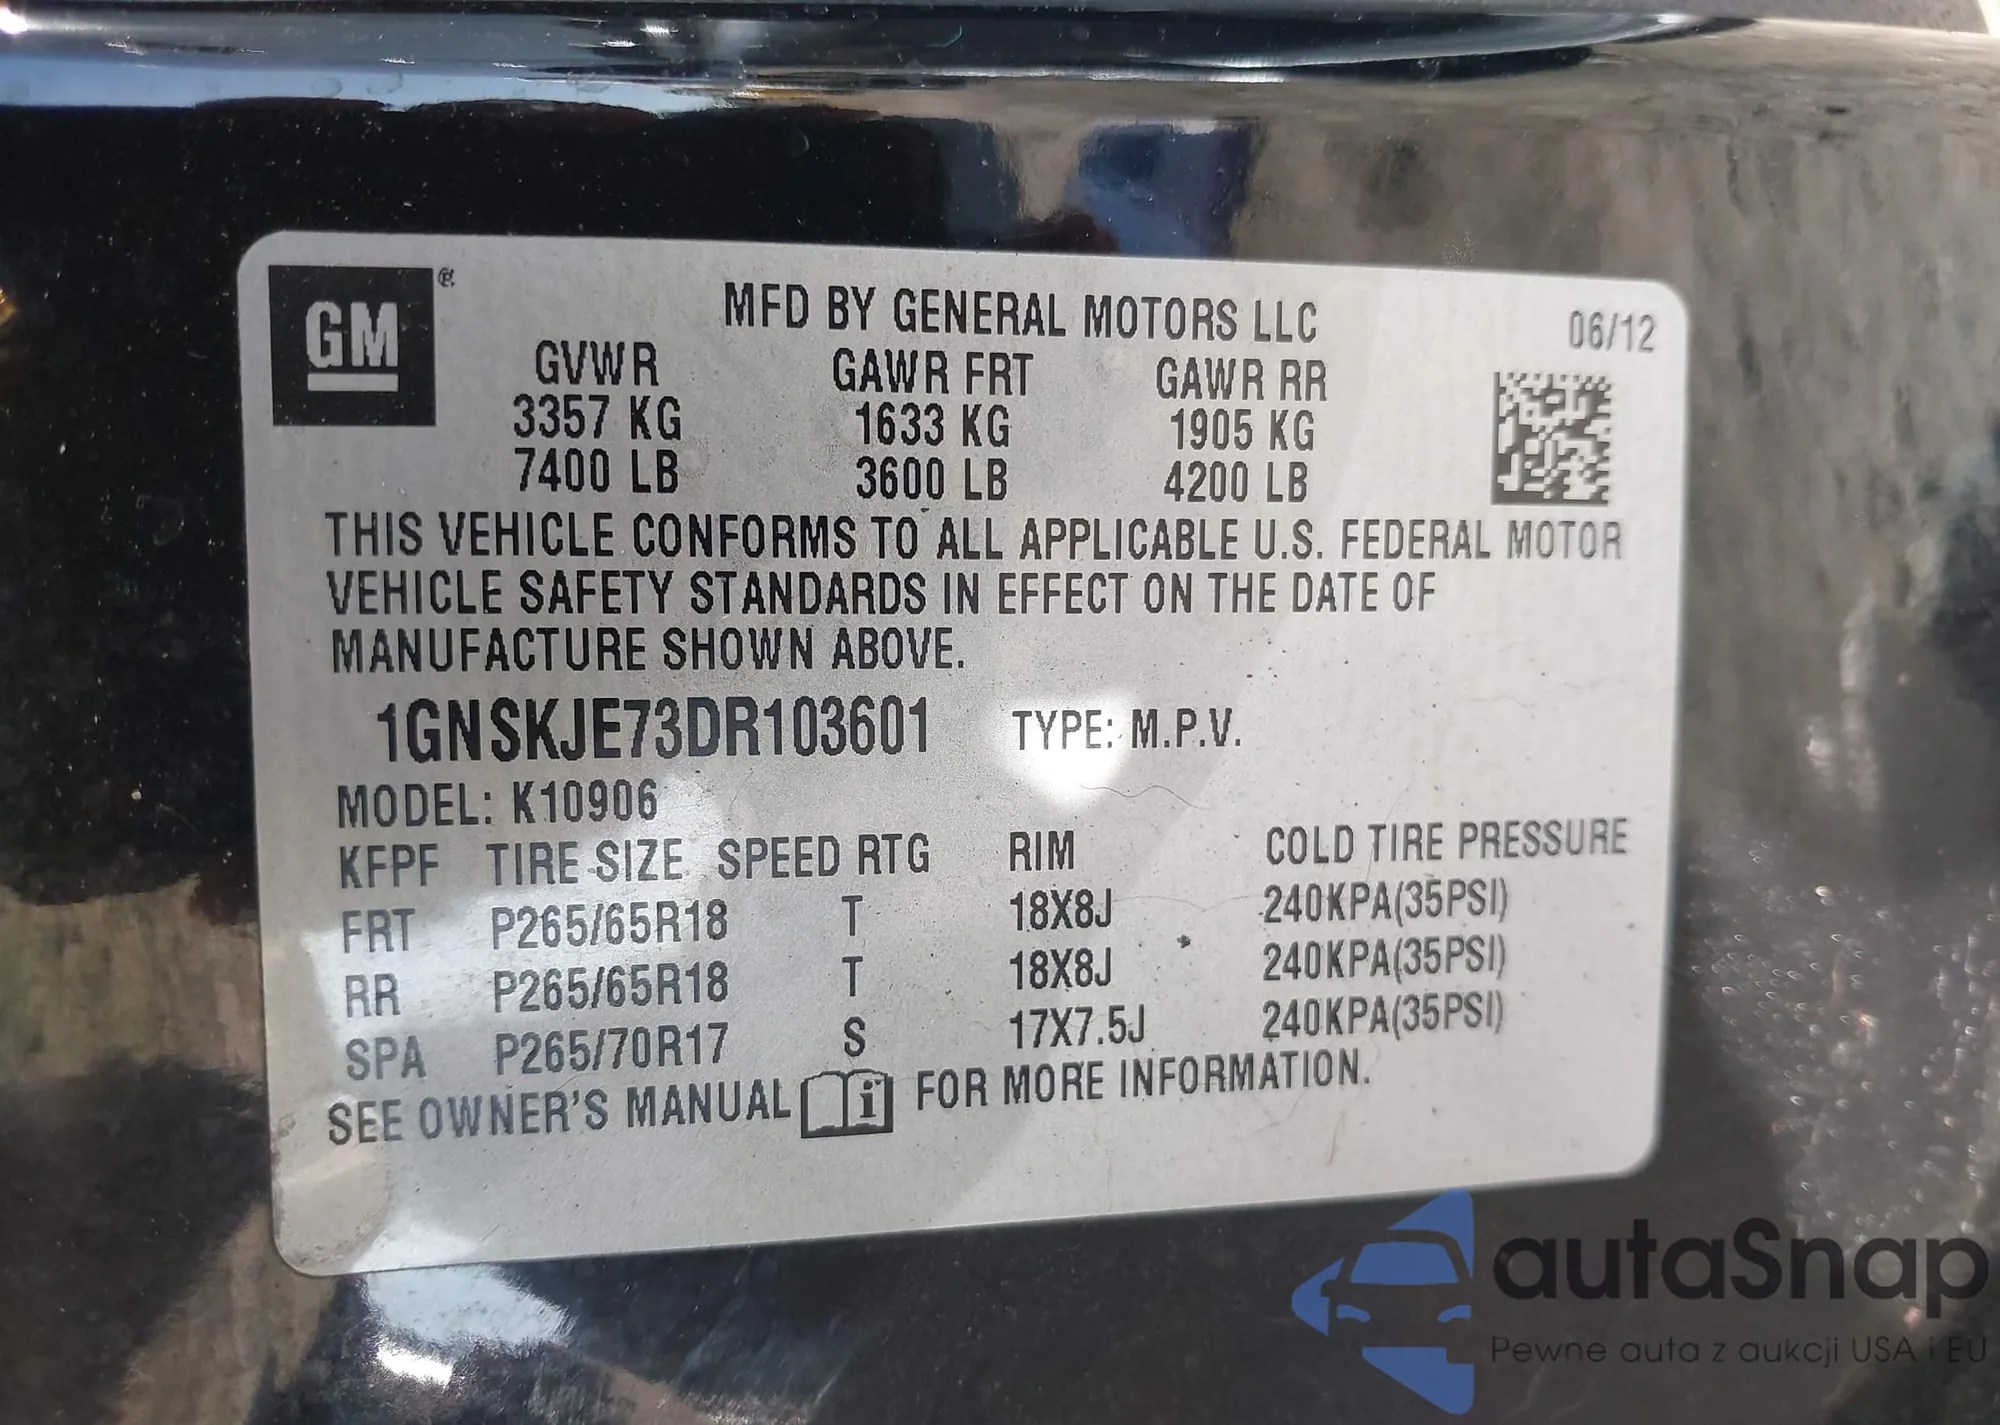 GM ®
MFD BY GENERAL MOTORS LLC 06/12
GVWR GAWR FRT GAWR RR
3357 KG 1633 KG 1905 KG
7400 LB 3600 LB 4200 LB
THIS VEHICLE CONFORMS TO ALL APPLICABLE U.S. FEDERAL MOTOR
VEHICLE SAFETY STANDARDS IN EFFECT ON THE DATE OF
MANUFACTURE SHOWN ABOVE.
1GNSKJE73DR103601 TYPE: M.P.V.
MODEL: K10906
KFPF TIRE SIZE SPEED RTG RIM COLD TIRE PRESSURE
FRT P265/65R18 T 18X8J 240KPA(35PSI)
RR P265/65R18 T 18X8J 240KPA(35PSI)
SPA P265/70R17 S 17X7.5J 240KPA(35PSI)
SEE OWNER'S MANUAL i FOR MORE INFORMATION.
autaSnap
Pewne auta z aukcji USA i EU